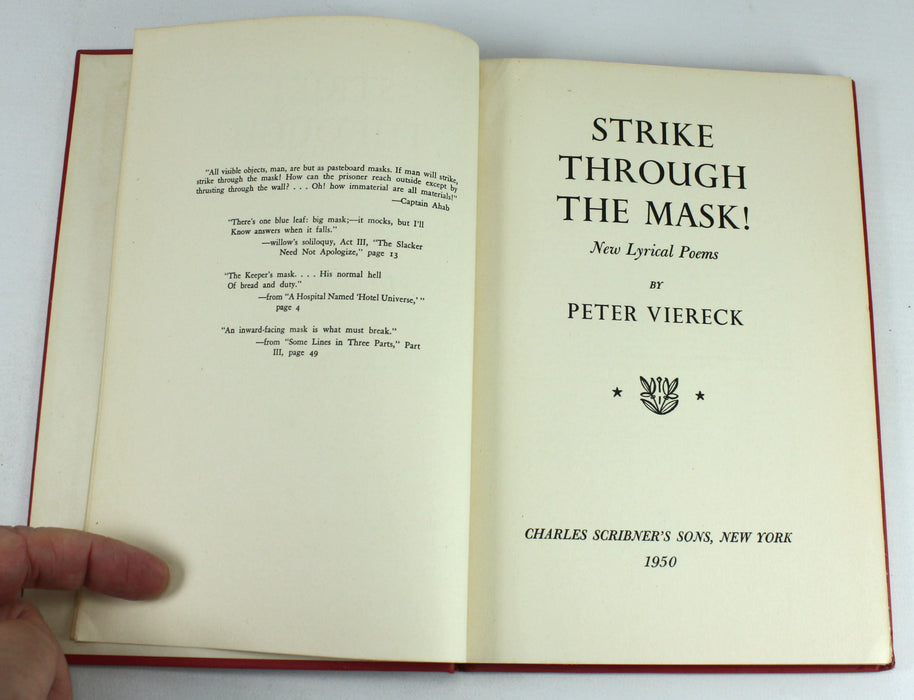 "All visible objects, man, are but as pasteboard masks. If man will strike,
strike through the mask! How can the prisoner reach outside except by
thrusting through the wall? . . . Oh! how immaterial are all materials!"
—Captain Ahab
"There's one blue leaf: big mask;—it mocks, but I'll
Know answers when it falls."
—willow's soliloquy, Act III, "The Slacker
Need Not Apologize," page 13
"The Keeper's mask. . . . His normal hell
Of bread and duty."
—from "A Hospital Named 'Hotel Universe,' "
page 4
"An inward-facing mask is what must break."
—from "Some Lines in Three Parts," Part
III, page 49
STRIKE
THROUGH
THE MASK!
New Lyrical Poems
BY
PETER VIERECK
CHARLES SCRIBNER'S SONS, NEW YORK
1950